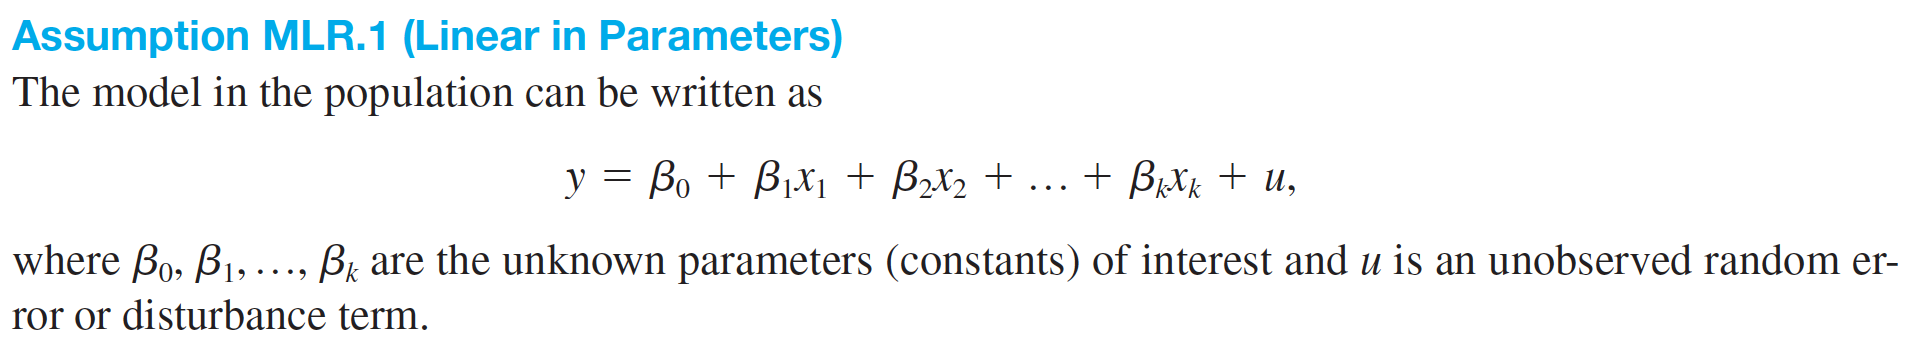 Assumption MLR.1 (Linear in Parameters)
The model in the population can be written as
y = β₀ + β₁x₁ + β₂x₂ + … + βₖxₖ + u,
where β₀, β₁, …, βₖ are the unknown parameters (constants) of interest and u is an unobserved random er-
ror or disturbance term.